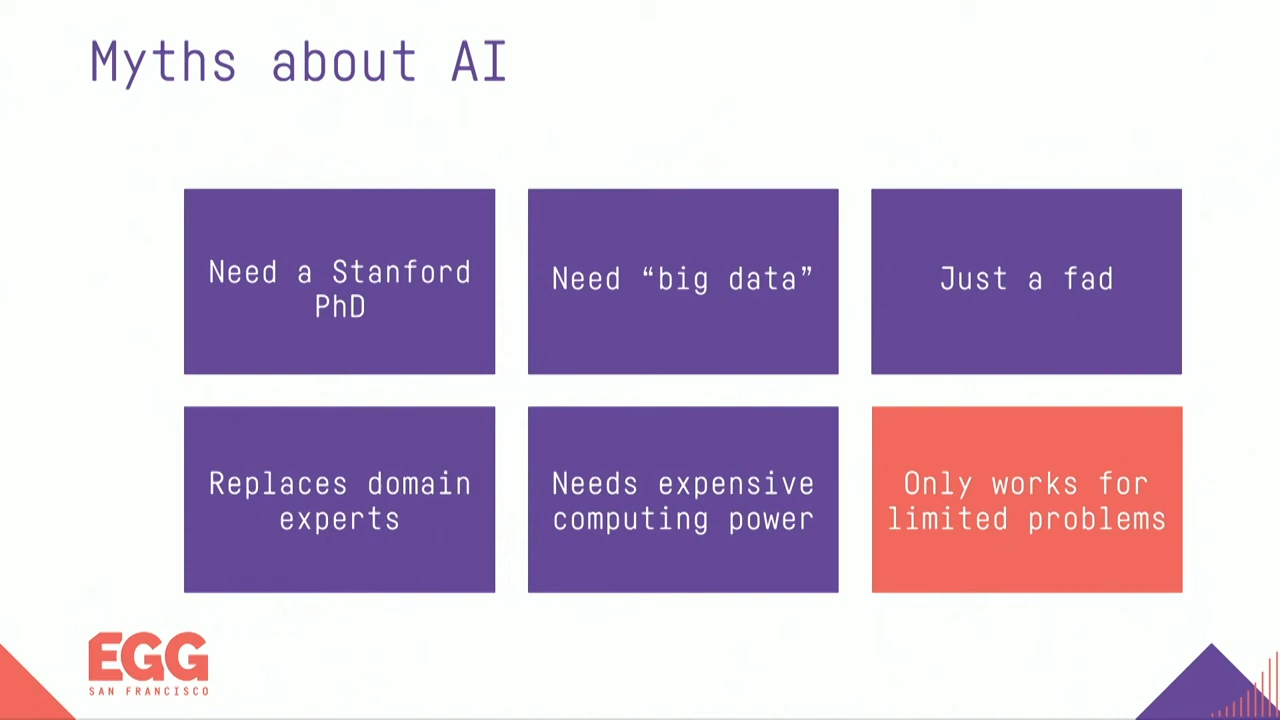 Myths about AI
Need a Stanford
PhD
Need “big data”
Just a fad
Replaces domain
experts
Needs expensive
computing power
Only works for
limited problems
EGG
SAN FRANCISCO